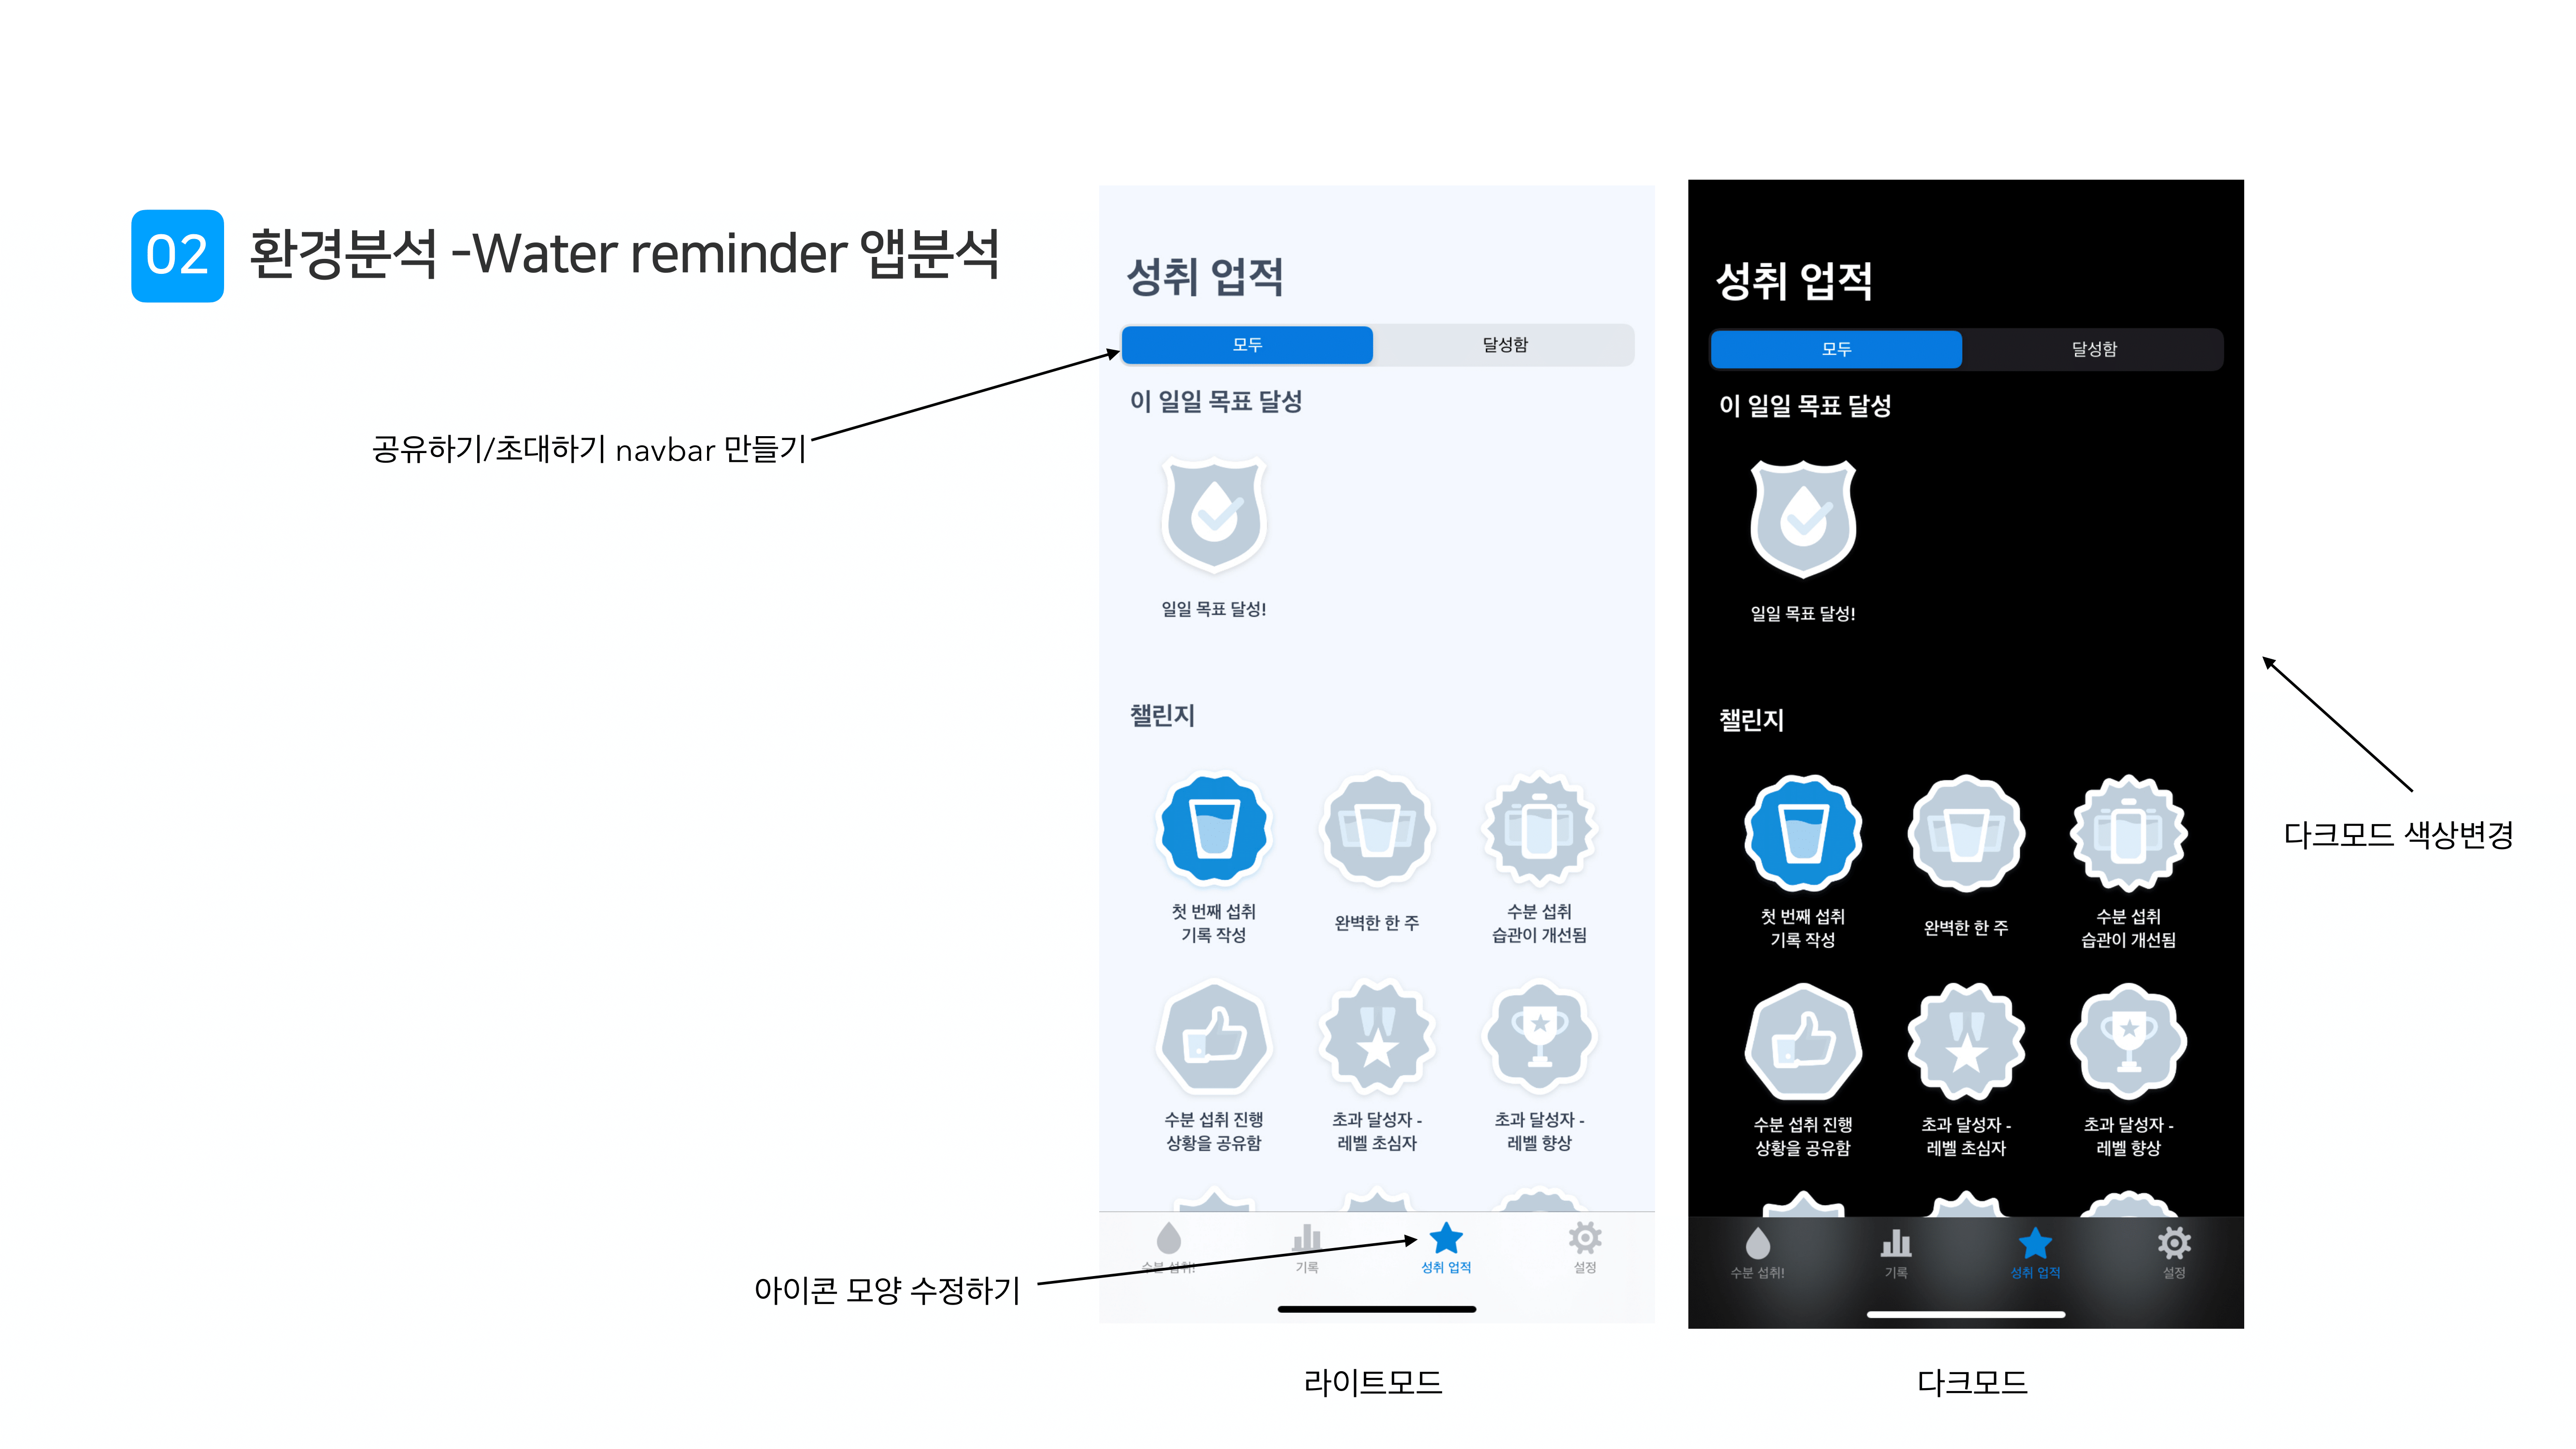 02
환경분석 -Water reminder 앱분석
공유하기/초대하기 navbar 만들기
성취 업적
모두
달성함
이 일일 목표 달성
일일 목표 달성!
챌린지
첫 번째 섭취
기록 작성
완벽한 한 주
수분 섭취
습관이 개선됨
수분 섭취 진행
상황을 공유함
초과 달성자 -
레벨 초심자
초과 달성자 -
레벨 향상
수분 섭취!
기록
성취 업적
설정
아이콘 모양 수정하기
라이트모드
성취 업적
모두
달성함
이 일일 목표 달성
일일 목표 달성!
챌린지
첫 번째 섭취
기록 작성
완벽한 한 주
수분 섭취
습관이 개선됨
수분 섭취 진행
상황을 공유함
초과 달성자 -
레벨 초심자
초과 달성자 -
레벨 향상
수분 섭취!
기록
성취 업적
설정
다크모드 색상변경
다크모드